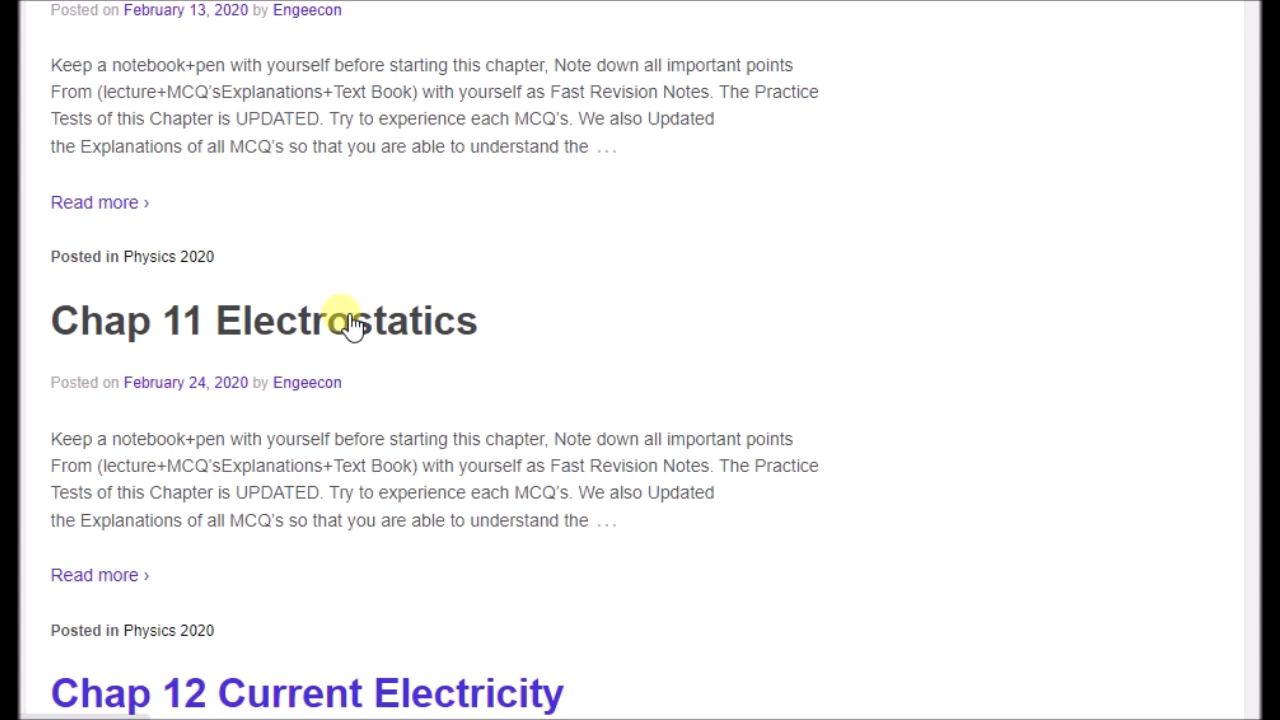 Posted on February 13, 2020 by Engeecon
Keep a notebook+pen with yourself before starting this chapter, Note down all important points
From (lecture+MCQ'sExplanations+Text Book) with yourself as Fast Revision Notes. The Practice
Tests of this Chapter is UPDATED. Try to experience each MCQ's. We also Updated
the Explanations of all MCQ's so that you are able to understand the …
Read more ›
Posted in Physics 2020
Chap 11 Electrostatics
Posted on February 24, 2020 by Engeecon
Keep a notebook+pen with yourself before starting this chapter, Note down all important points
From (lecture+MCQ'sExplanations+Text Book) with yourself as Fast Revision Notes. The Practice
Tests of this Chapter is UPDATED. Try to experience each MCQ's. We also Updated
the Explanations of all MCQ's so that you are able to understand the …
Read more ›
Posted in Physics 2020
Chap 12 Current Electricity